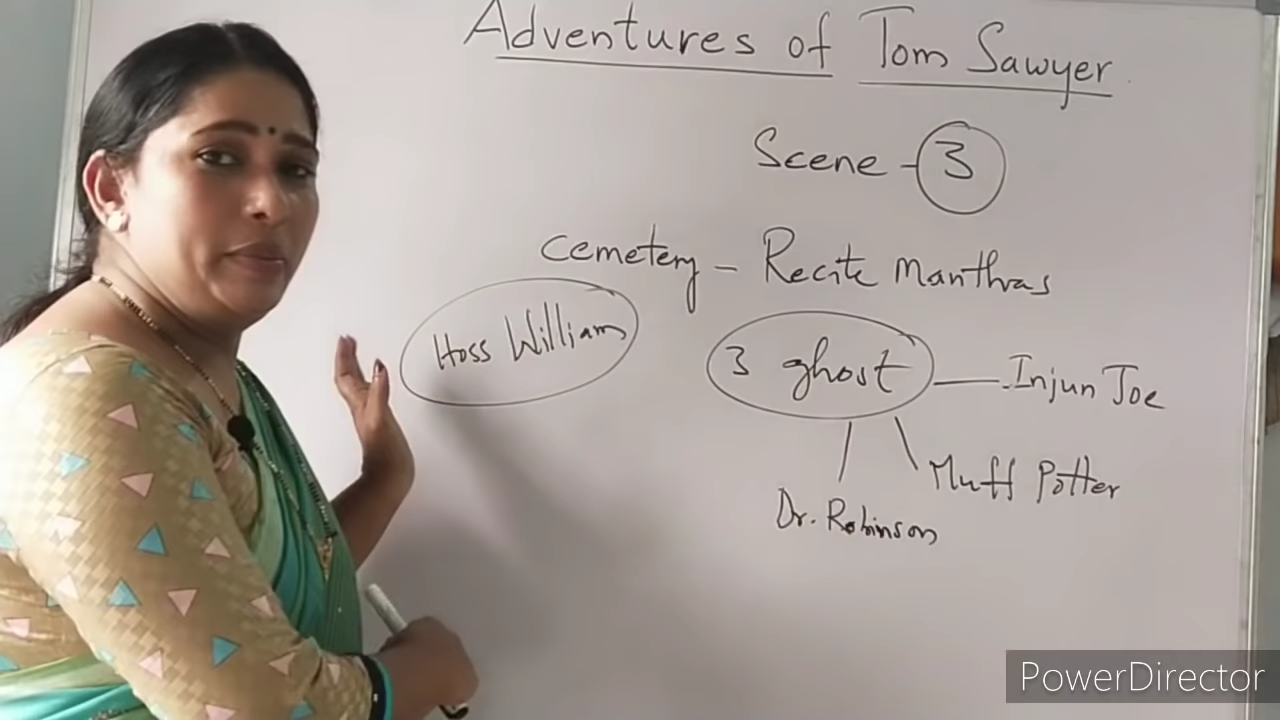 Adventures of Tom Sawyer
Scene - 3
Cemetery - Recite Manthras
Hoss William
3 ghost - Injun Joe
Muff Potter
Dr. Robinson
PowerDirector